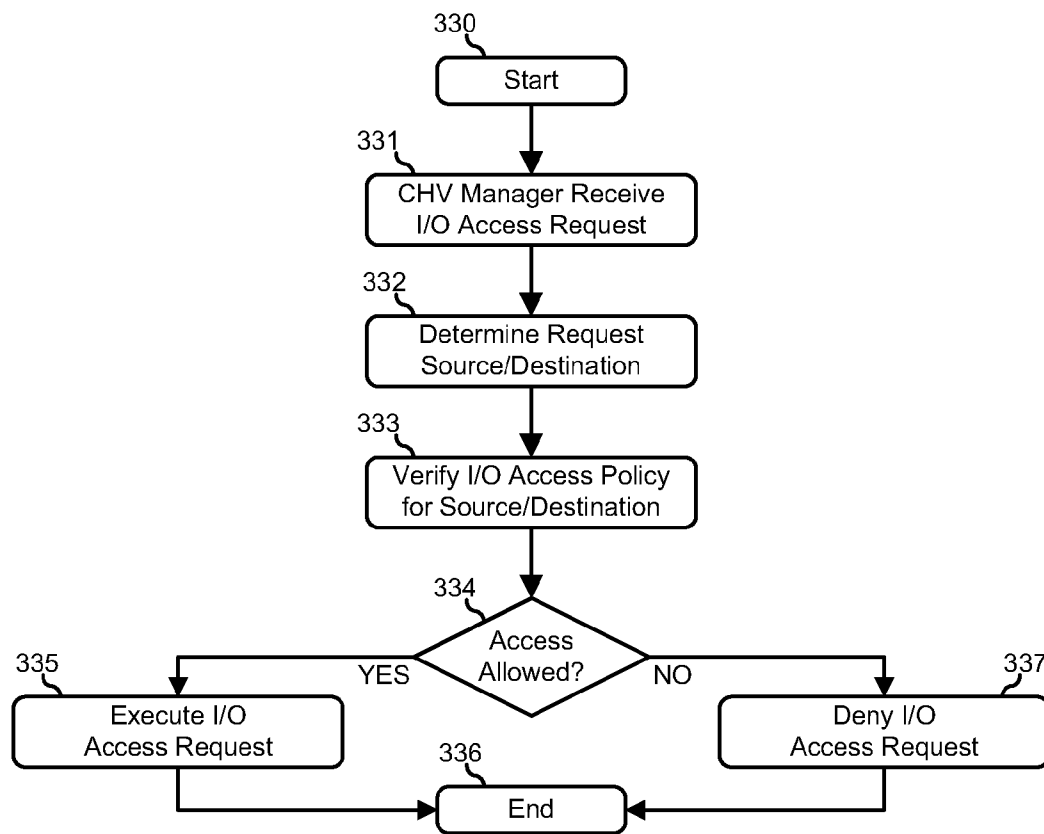 330
Start
331
CHV Manager Receive
I/O Access Request
332
Determine Request
Source/Destination
333
Verify I/O Access Policy
for Source/Destination
334
Access
Allowed?
YES
NO
335
Execute I/O
Access Request
337
Deny I/O
Access Request
336
End